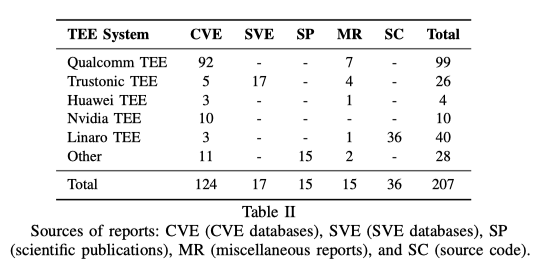 TEE System CVE SVE SP MR SC Total
Qualcomm TEE 92 - - 7 - 99
Trustonic TEE 5 17 - 4 - 26
Huawei TEE 3 - - 1 - 4
Nvidia TEE 10 - - - - 10
Linaro TEE 3 - - 1 36 40
Other 11 - 15 2 - 28
Total 124 17 15 15 36 207
Table II
Sources of reports: CVE (CVE databases), SVE (SVE databases), SP
(scientific publications), MR (miscellaneous reports), and SC (source code).